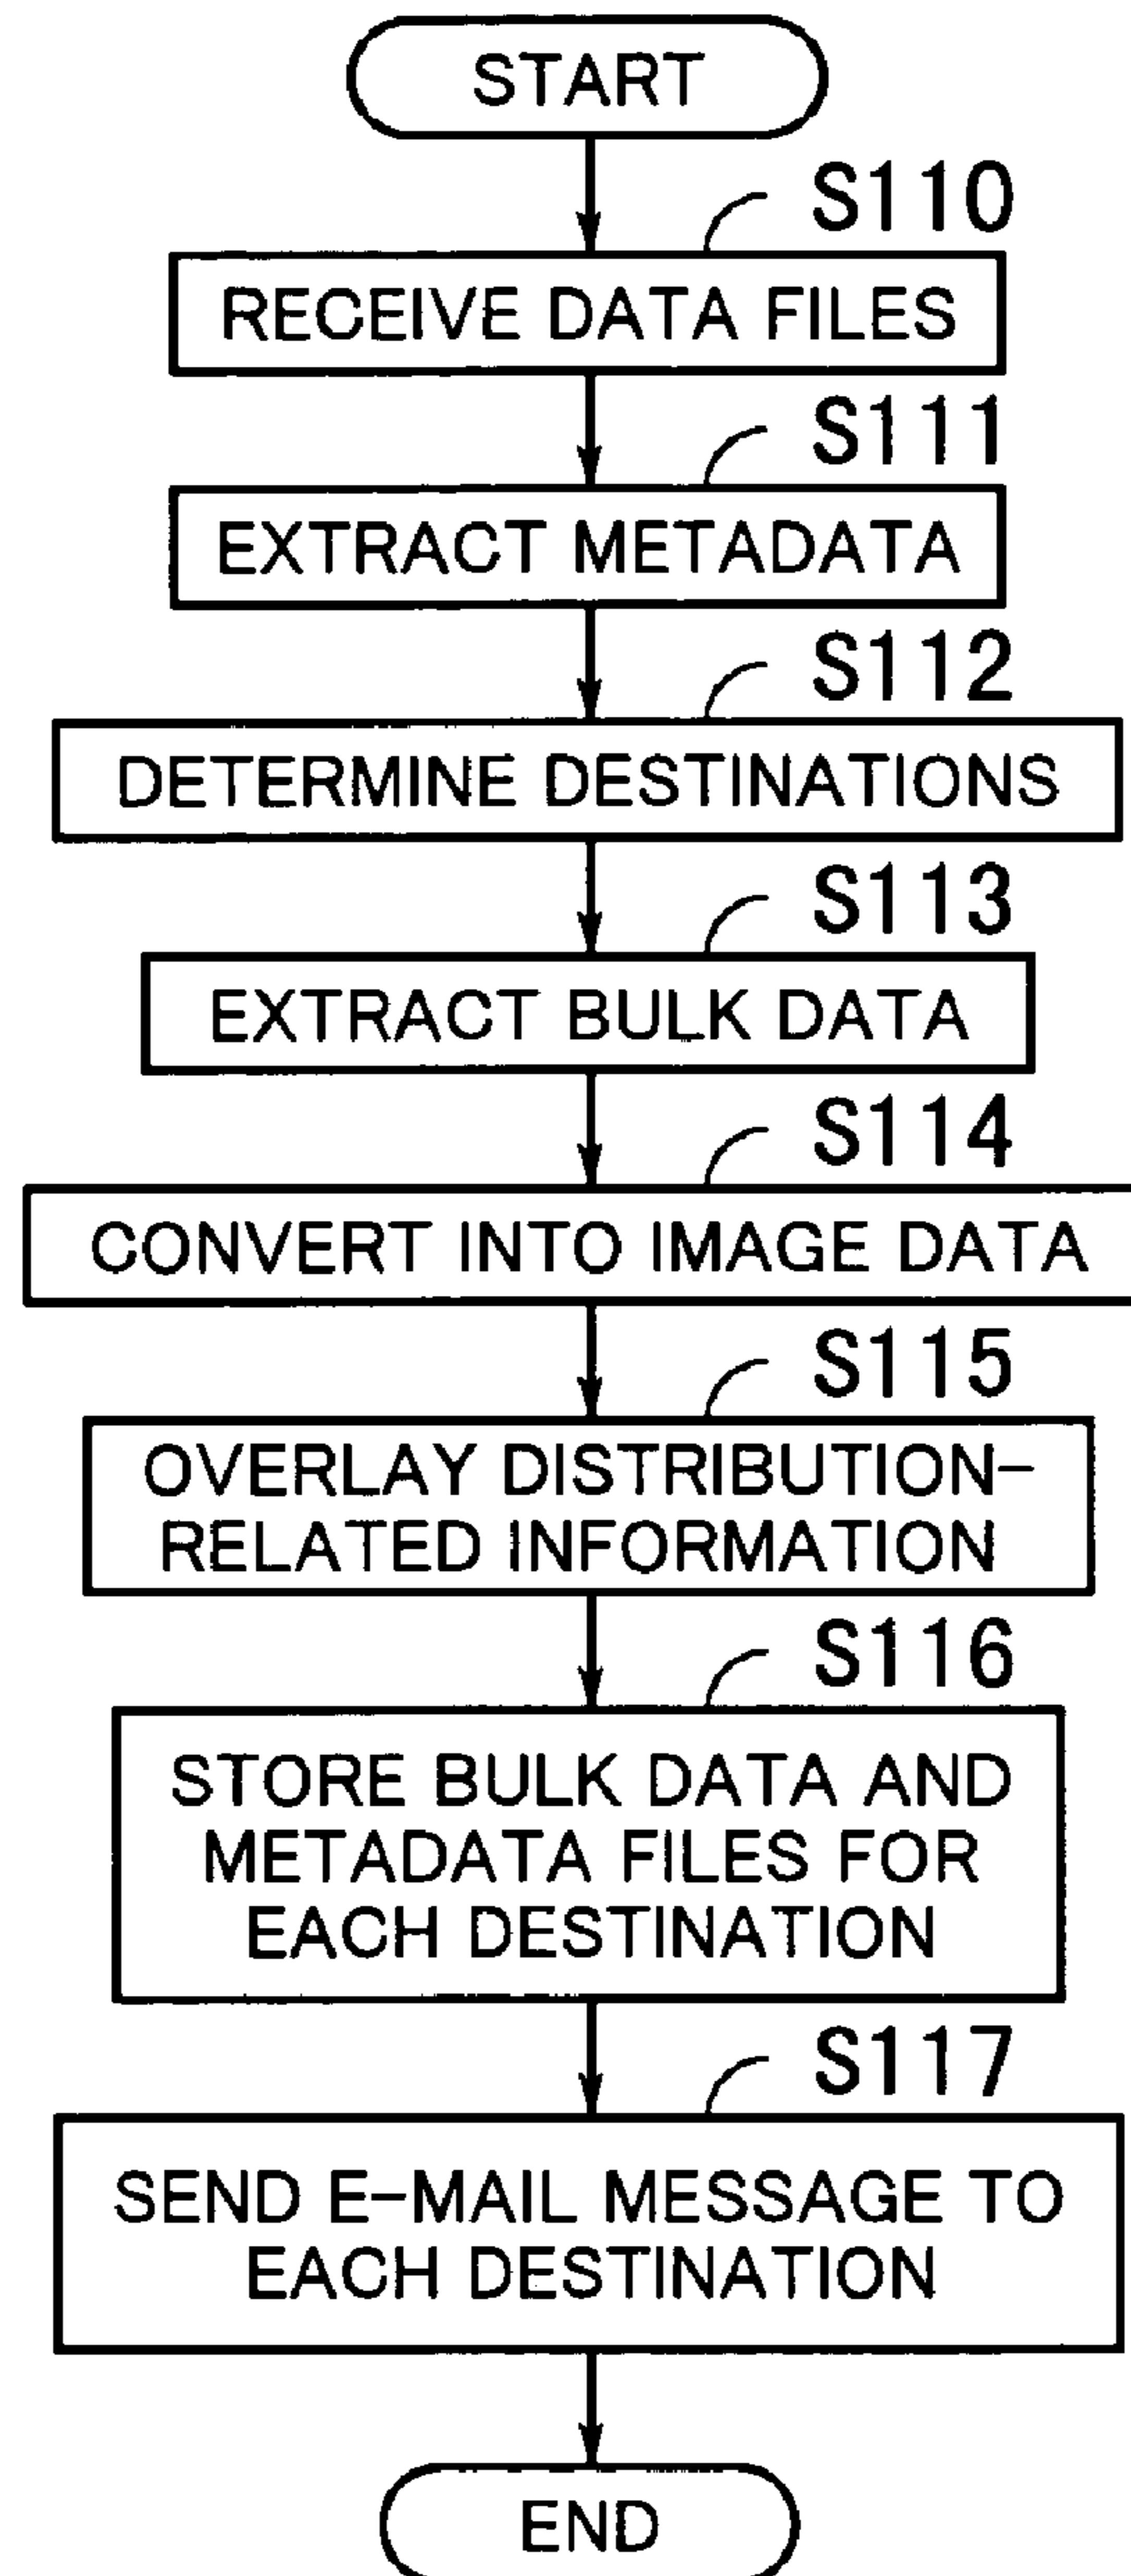 START
S110
RECEIVE DATA FILES
S111
EXTRACT METADATA
S112
DETERMINE DESTINATIONS
S113
EXTRACT BULK DATA
S114
CONVERT INTO IMAGE DATA
S115
OVERLAY DISTRIBUTION-
RELATED INFORMATION
S116
STORE BULK DATA AND
METADATA FILES FOR
EACH DESTINATION
S117
SEND E-MAIL MESSAGE TO
EACH DESTINATION
END